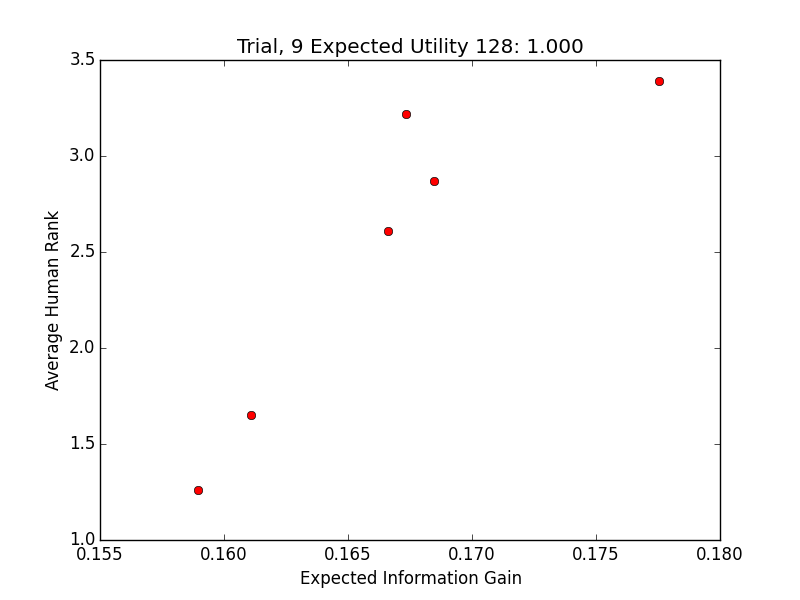 Trial, 9 Expected Utility 128: 1.000
3.5
3.0
2.5
2.0
1.5
1.0
Average Human Rank
0.155 0.160 0.165 0.170 0.175 0.180
Expected Information Gain